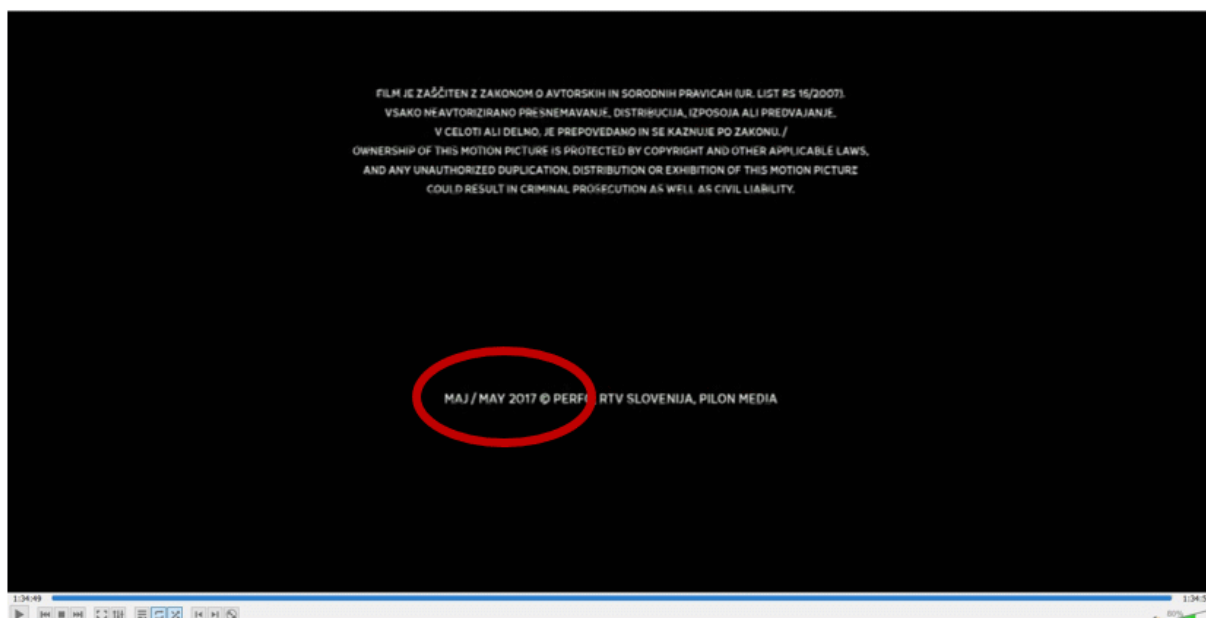 FILM JE ZAŠČITEN Z ZAKONOM O AVTORSKIH IN SORODNIH PRAVICAH (UR. LIST RS 16/2007).
VSAKO NEAVTORIZIRANO PRESNEMAVANJE, DISTRIBUCIJA, IZPOSOJA ALI PREDVAJANJE,
V CELOTI ALI DELNO, JE PREPOVEDANO IN SE KAZNUJE PO ZAKONU. /
OWNERSHIP OF THIS MOTION PICTURE IS PROTECTED BY COPYRIGHT AND OTHER APPLICABLE LAWS,
AND ANY UNAUTHORIZED DUPLICATION, DISTRIBUTION OR EXHIBITION OF THIS MOTION PICTURE
COULD RESULT IN CRIMINAL PROSECUTION AS WELL AS CIVIL LIABILITY.
MAJ / MAY 2017 © RTV SLOVENIJA, PILON MEDIA
1:34:49
80%